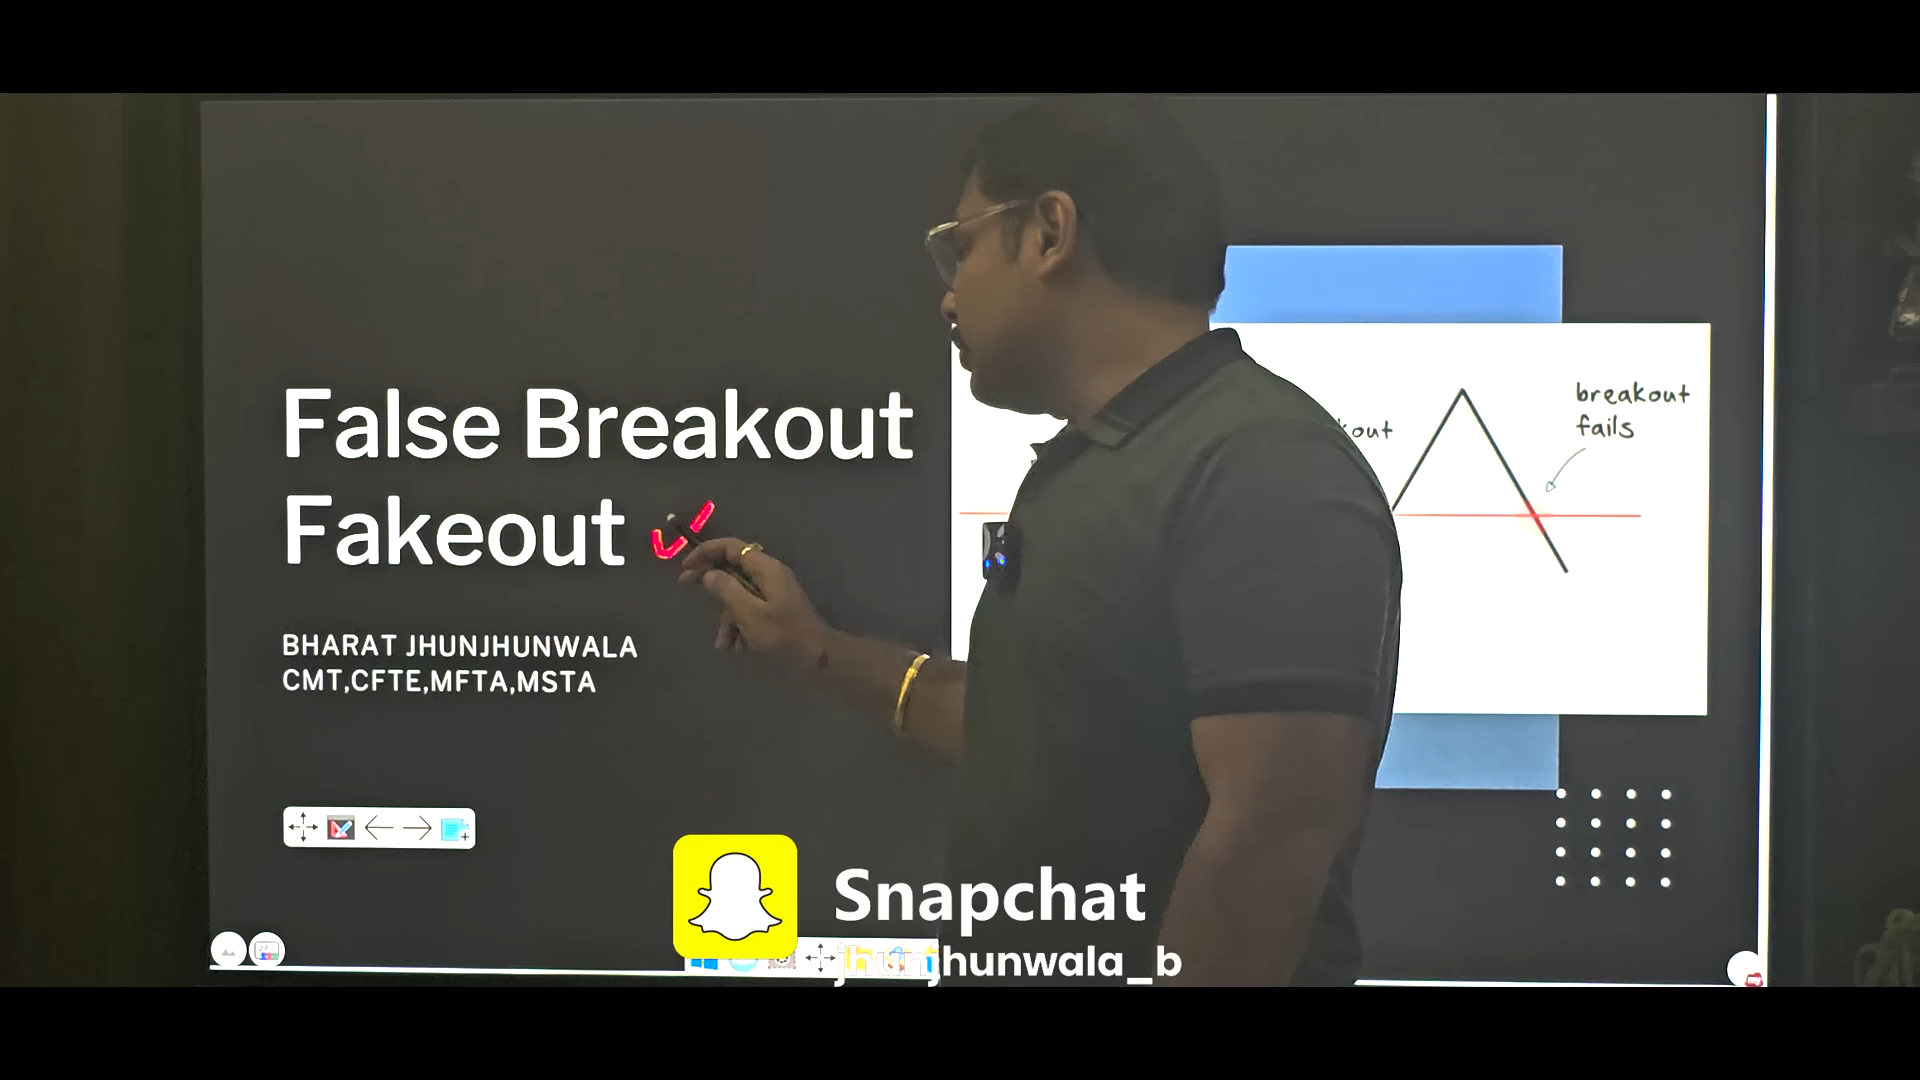 False Breakout
Fakeout
BHARAT JHUNJHUNWALA
CMT,CFTE,MFTA,MSTA
breakout
fails
Snapchat
jhunjhunwala_b